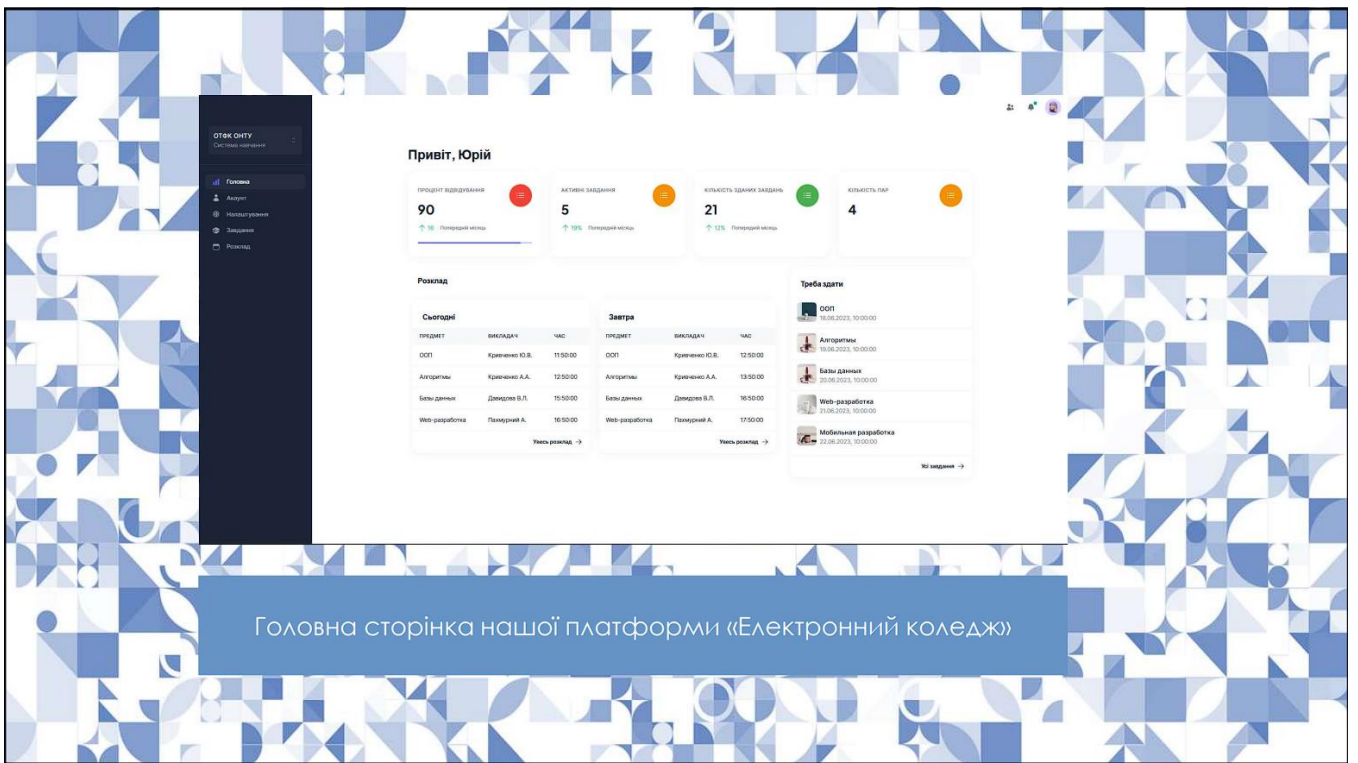 ОТФК ОНТУ
Система навчання
Головна
Акаунт
Налаштування
Завдання
Розклад
Привіт, Юрій
ПРОЦЕНТ ВІДВІДУВАННЯ
90
↑ 16 Попередній місяць
АКТИВНІ ЗАВДАННЯ
5
↑ 19% Попередній місяць
КІЛЬКІСТЬ ЗДАНИХ ЗАВДАНЬ
21
↑ 12% Попередній місяць
КІЛЬКІСТЬ ПАР
4
Розклад
Сьогодні
ПРЕДМЕТ ВИКЛАДАЧ ЧАС
ООП Кривченко Ю.В. 11:50:00
Алгоритмы Кривченко А.А. 12:50:00
Базы данных Давидова В.Л. 15:50:00
Web-разработка Пахмурний А. 16:50:00
Увесь розклад →
Завтра
ПРЕДМЕТ ВИКЛАДАЧ ЧАС
ООП Кривченко Ю.В. 12:50:00
Алгоритмы Кривченко А.А. 13:50:00
Базы данных Давидова В.Л. 16:50:00
Web-разработка Пахмурний А. 17:50:00
Увесь розклад →
Треба здати
ООП
18.06.2023, 10:00:00
Алгоритмы
19.06.2023, 10:00:00
Базы данных
20.06.2023, 10:00:00
Web-разработка
21.06.2023, 10:00:00
Мобильная разработка
22.06.2023, 10:00:00
Усі завдання →
Головна сторінка нашої платформи «Електронний коледж»